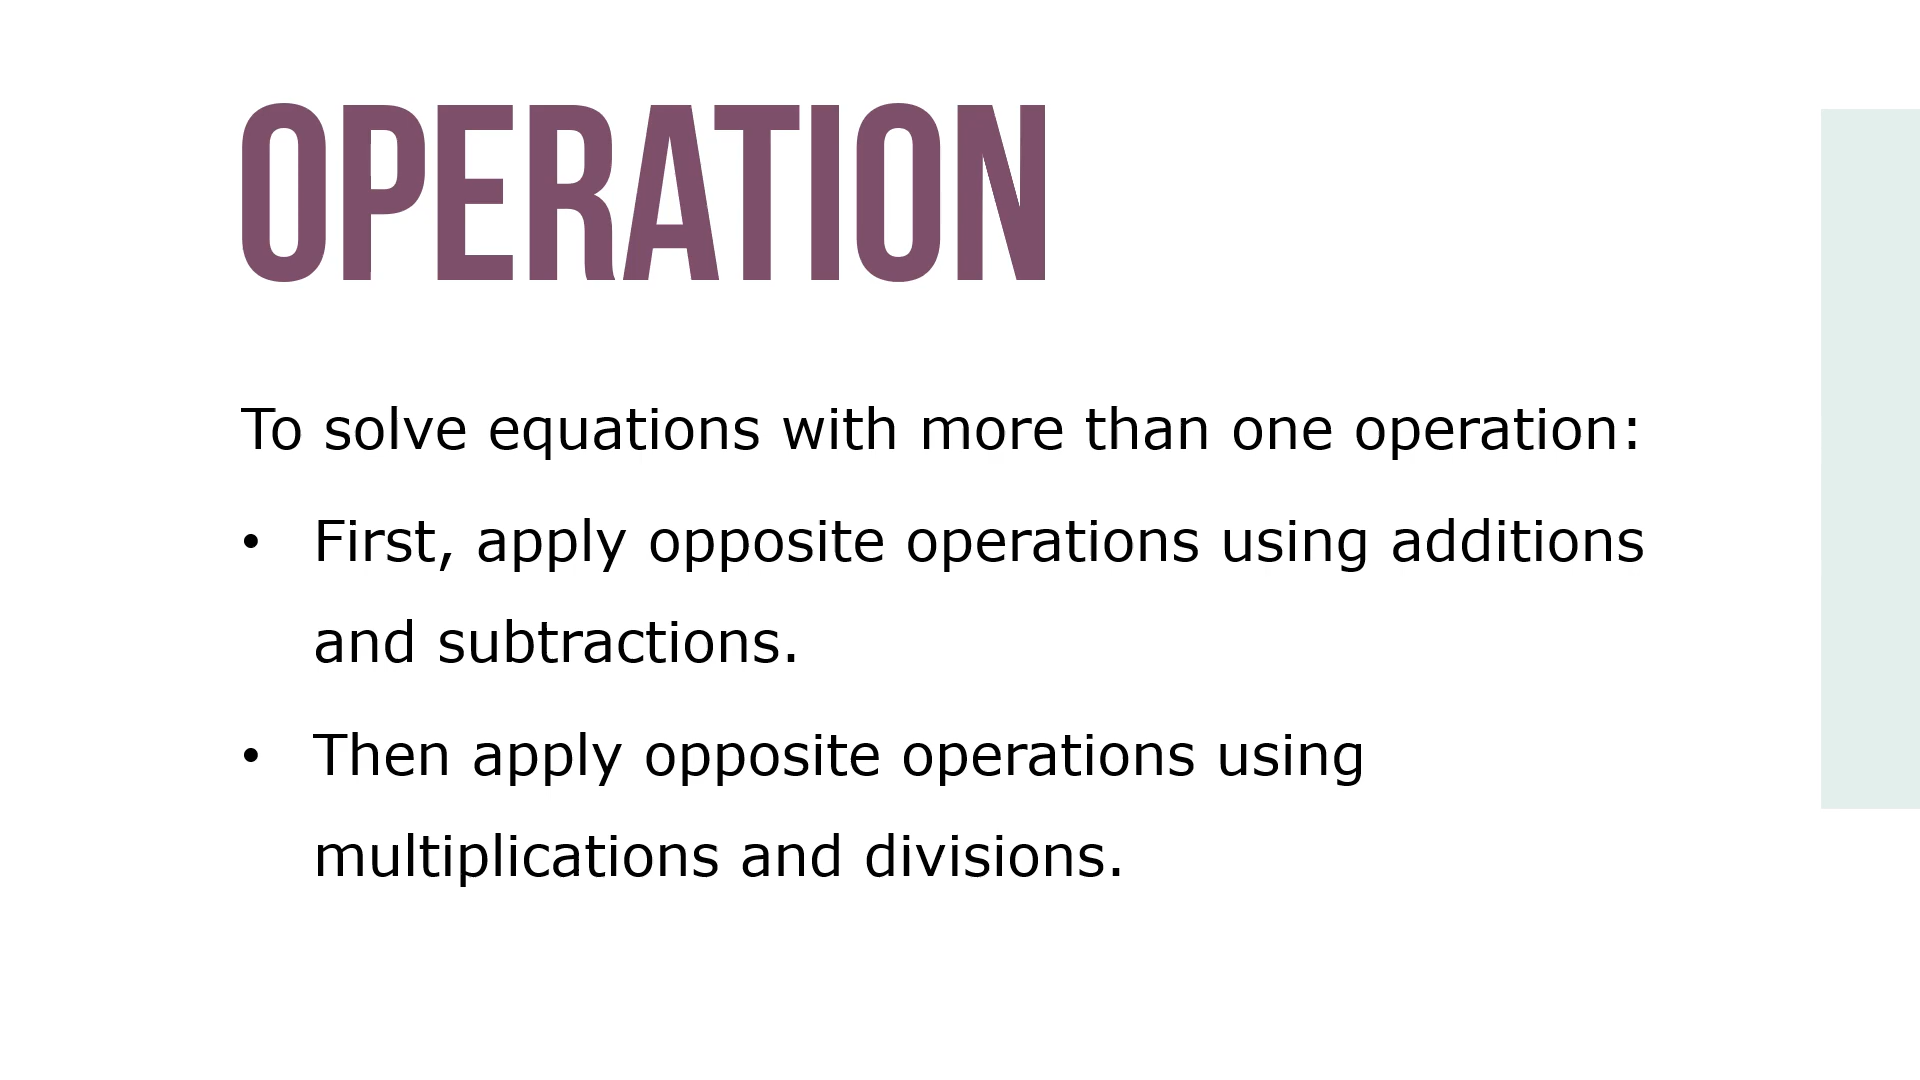 OPERATION
To solve equations with more than one operation:
• First, apply opposite operations using additions
and subtractions.
• Then apply opposite operations using
multiplications and divisions.